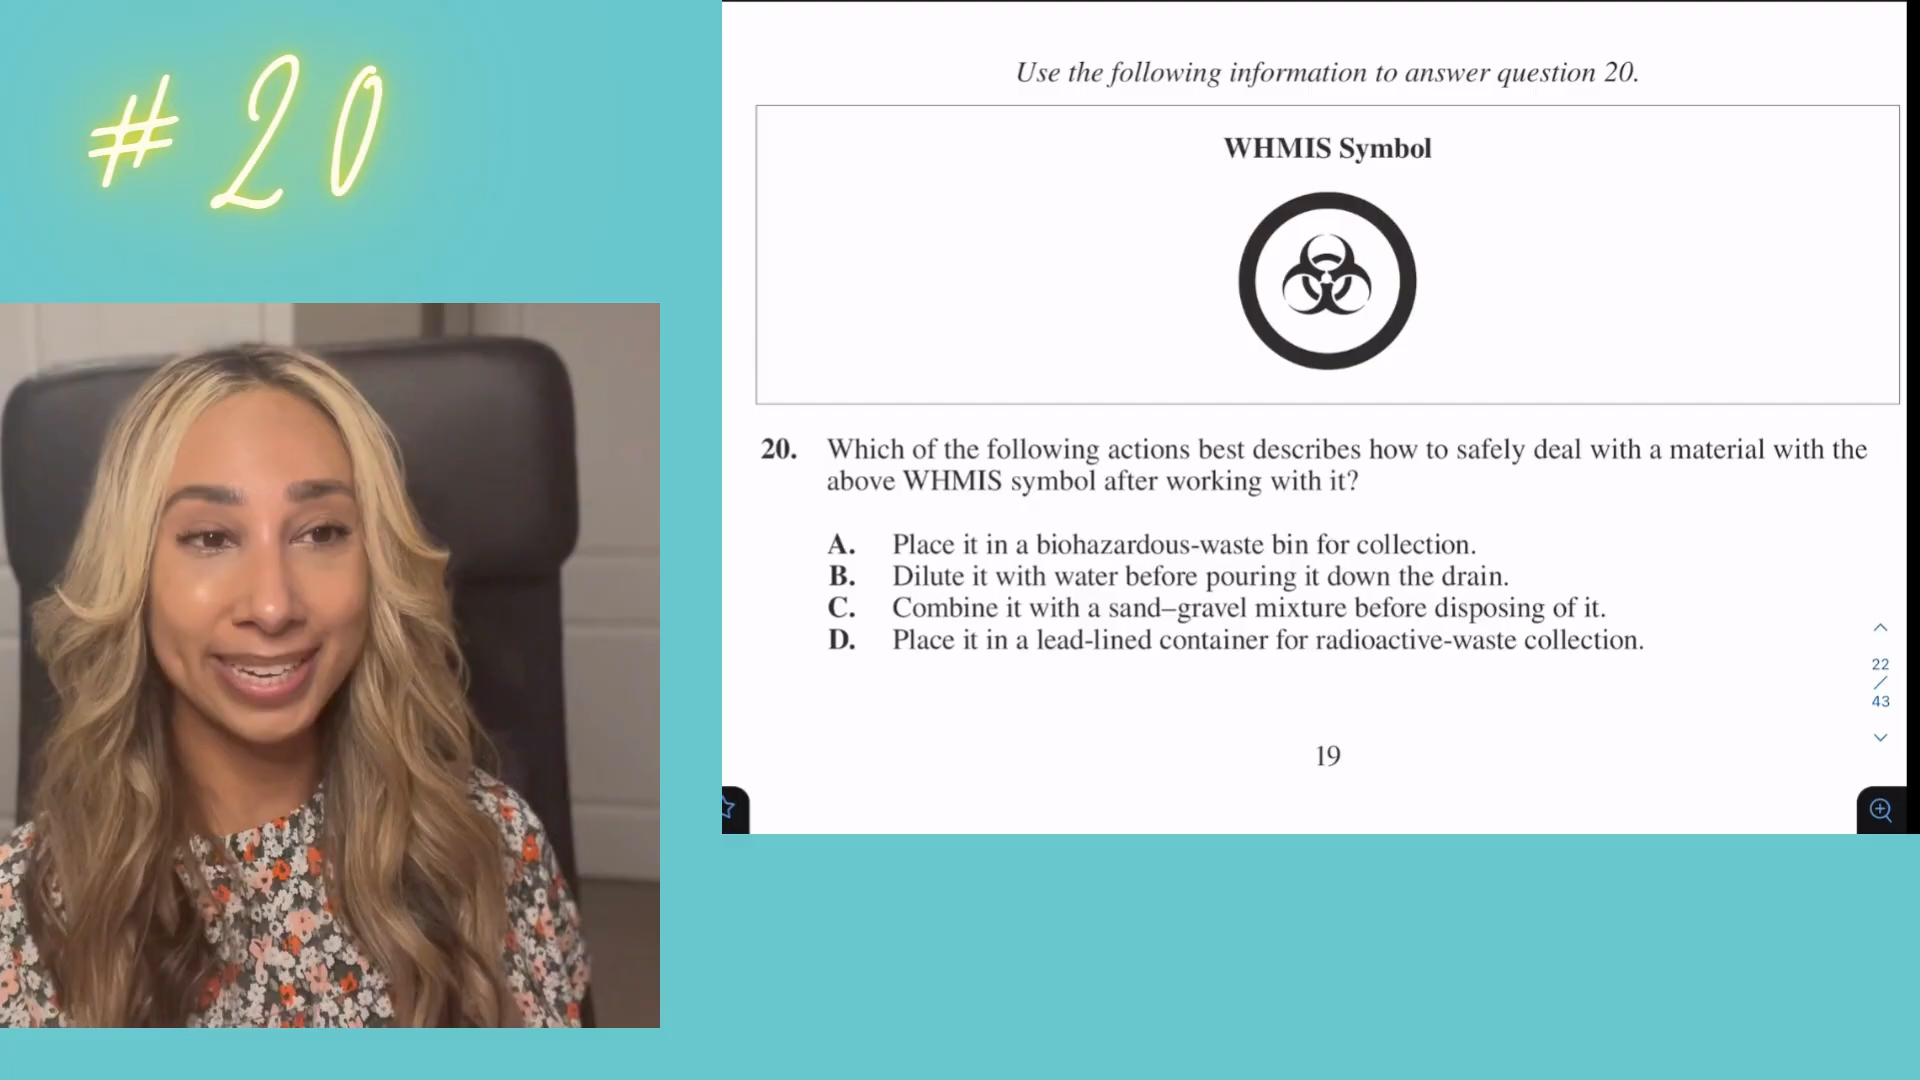 # 20
Use the following information to answer question 20.
WHMIS Symbol
20. Which of the following actions best describes how to safely deal with a material with the
above WHMIS symbol after working with it?
A. Place it in a biohazardous-waste bin for collection.
B. Dilute it with water before pouring it down the drain.
C. Combine it with a sand–gravel mixture before disposing of it.
D. Place it in a lead-lined container for radioactive-waste collection.
22
/
43
19